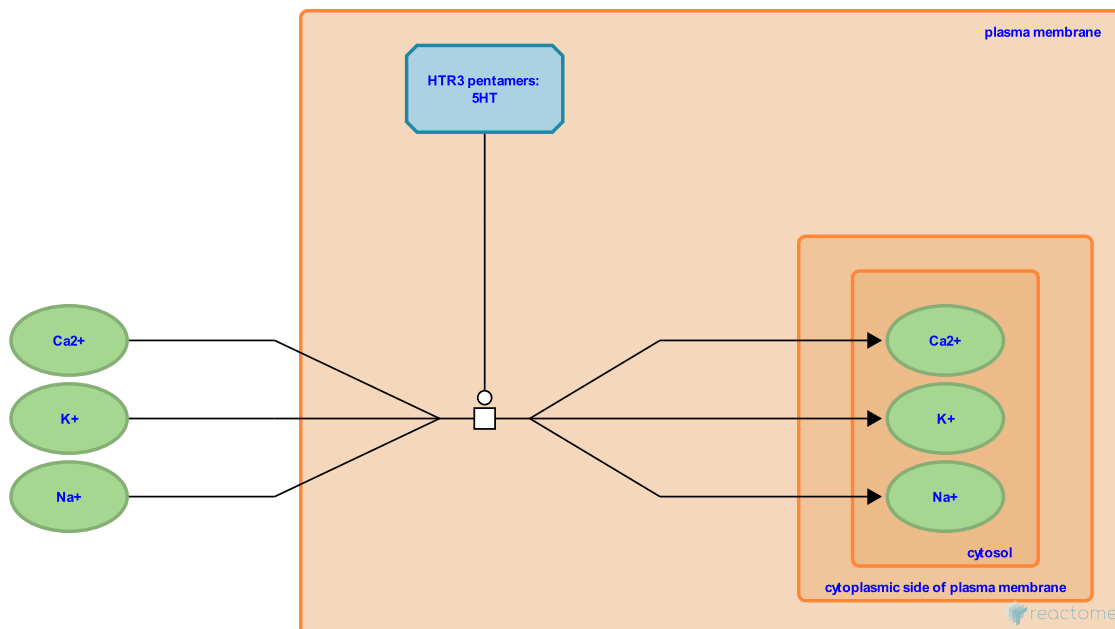 plasma membrane
HTR3 pentamers:
5HT
Ca2+
Ca2+
K+
K+
Na+
Na+
cytosol
cytoplasmic side of plasma membrane
reactome